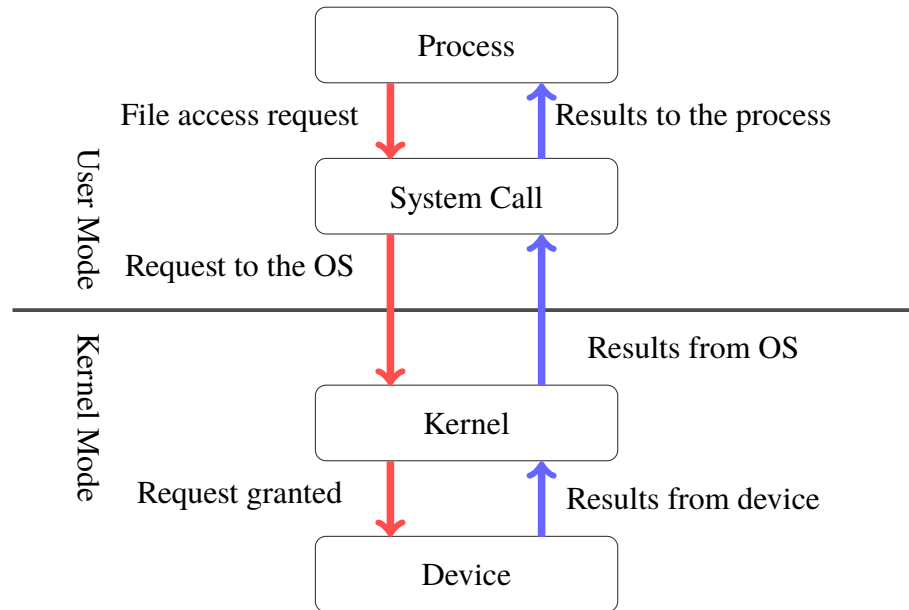 Process
File access request
Results to the process
System Call
User Mode
Request to the OS
Results from OS
Kernel Mode
Kernel
Request granted
Results from device
Device